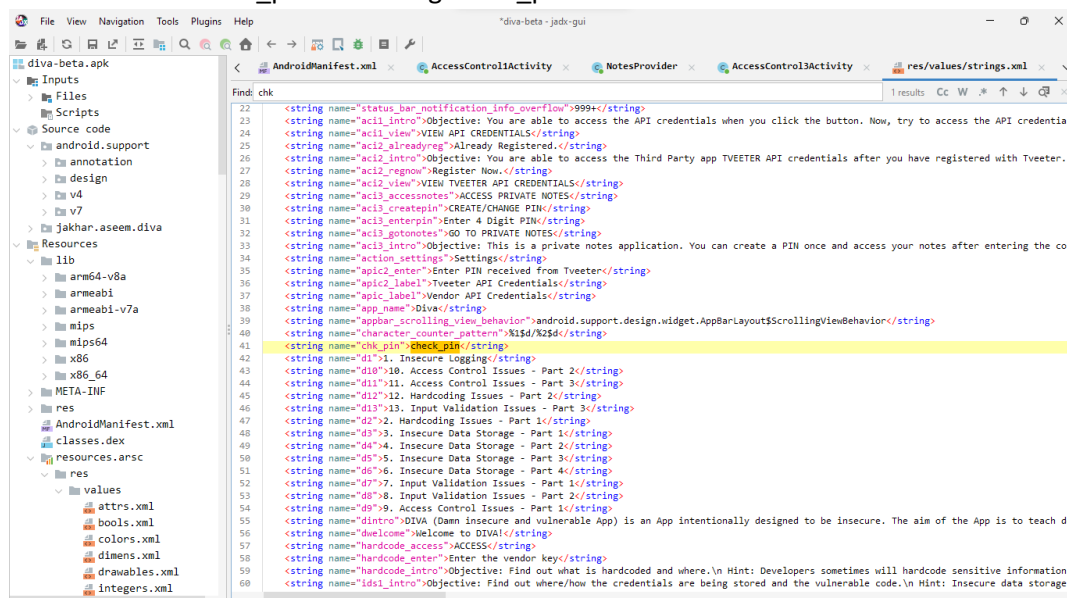 File View Navigation Tools Plugins Help *diva-beta - jadx-gui
diva-beta.apk
Inputs
Files
Scripts
Source code
android.support
annotation
design
v4
v7
jakhar.aseem.diva
Resources
lib
arm64-v8a
armeabi
armeabi-v7a
mips
mips64
x86
x86_64
META-INF
res
AndroidManifest.xml
classes.dex
resources.arsc
res
values
attrs.xml
bools.xml
colors.xml
dimens.xml
drawables.xml
integers.xml
AndroidManifest.xml AccessControl1Activity NotesProvider AccessControl3Activity res/values/strings.xml
Find: chk 1 results Cc W .*
22 <string name="status_bar_notification_info_overflow">999+</string>
23 <string name="aci1_intro">Objective: You are able to access the API credentials when you click the button. Now, try to access the API credentia
24 <string name="aci1_view">VIEW API CREDENTIALS</string>
25 <string name="aci2_alreadyreg">Already Registered.</string>
26 <string name="aci2_intro">Objective: You are able to access the Third Party app TVEETER API credentials after you have registered with Tveeter.
27 <string name="aci2_regnow">Register Now.</string>
28 <string name="aci2_view">VIEW TVEETER API CREDENTIALS</string>
29 <string name="aci3_accessnotes">ACCESS PRIVATE NOTES</string>
30 <string name="aci3_createpin">CREATE/CHANGE PIN</string>
31 <string name="aci3_enterpin">Enter 4 Digit PIN</string>
32 <string name="aci3_gotonotes">GO TO PRIVATE NOTES</string>
33 <string name="aci3_intro">Objective: This is a private notes application. You can create a PIN once and access your notes after entering the co
34 <string name="action_settings">Settings</string>
35 <string name="apic2_enter">Enter PIN received from Tveeter</string>
36 <string name="apic2_label">Tveeter API Credentials</string>
37 <string name="apic_label">Vendor API Credentials</string>
38 <string name="app_name">Diva</string>
39 <string name="appbar_scrolling_view_behavior">android.support.design.widget.AppBarLayout$ScrollingViewBehavior</string>
40 <string name="character_counter_pattern">%1$d/%2$d</string>
41 <string name="chk_pin">check_pin</string>
42 <string name="d1">1. Insecure Logging</string>
43 <string name="d10">10. Access Control Issues - Part 2</string>
44 <string name="d11">11. Access Control Issues - Part 3</string>
45 <string name="d12">12. Hardcoding Issues - Part 2</string>
46 <string name="d13">13. Input Validation Issues - Part 3</string>
47 <string name="d2">2. Hardcoding Issues - Part 1</string>
48 <string name="d3">3. Insecure Data Storage - Part 1</string>
49 <string name="d4">4. Insecure Data Storage - Part 2</string>
50 <string name="d5">5. Insecure Data Storage - Part 3</string>
51 <string name="d6">6. Insecure Data Storage - Part 4</string>
52 <string name="d7">7. Input Validation Issues - Part 1</string>
53 <string name="d8">8. Input Validation Issues - Part 2</string>
54 <string name="d9">9. Access Control Issues - Part 1</string>
55 <string name="dintro">DIVA (Damn insecure and vulnerable App) is an App intentionally designed to be insecure. The aim of the App is to teach d
56 <string name="dwelcome">Welcome to DIVA!</string>
57 <string name="hardcode_access">ACCESS</string>
58 <string name="hardcode_enter">Enter the vendor key</string>
59 <string name="hardcode_intro">Objective: Find out what is hardcoded and where.\n Hint: Developers sometimes will hardcode sensitive information
60 <string name="ids1_intro">Objective: Find out where/how the credentials are being stored and the vulnerable code.\n Hint: Insecure data storage